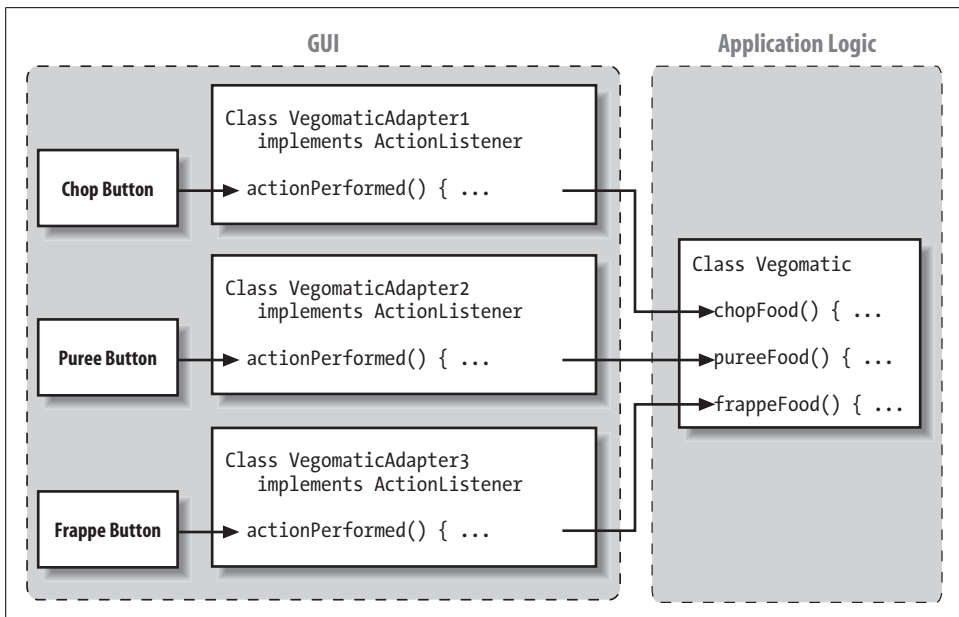 GUI
Application Logic
Class VegomaticAdapter1
implements ActionListener
Chop Button
actionPerformed() { ...
Class VegomaticAdapter2
implements ActionListener
Puree Button
actionPerformed() { ...
Class VegomaticAdapter3
implements ActionListener
Frappe Button
actionPerformed() { ...
Class Vegomatic
chopFood() { ...
pureeFood() { ...
frappeFood() { ...